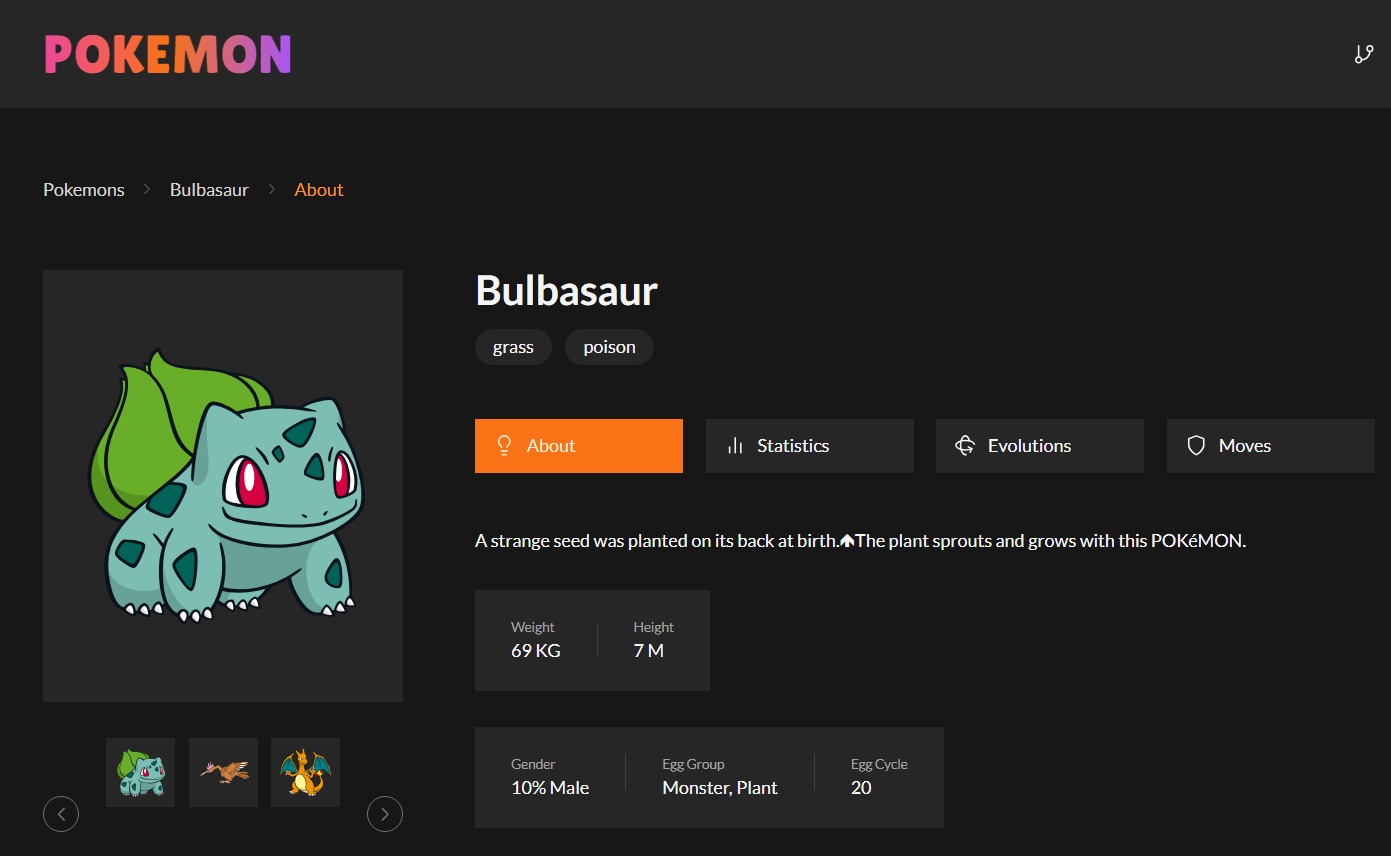 POKEMON
Pokemons > Bulbasaur > About
Bulbasaur
grass poison
About Statistics Evolutions Moves
A strange seed was planted on its back at birth.🡅The plant sprouts and grows with this POKéMON.
Weight Height
69 KG 7 M
Gender Egg Group Egg Cycle
10% Male Monster, Plant 20